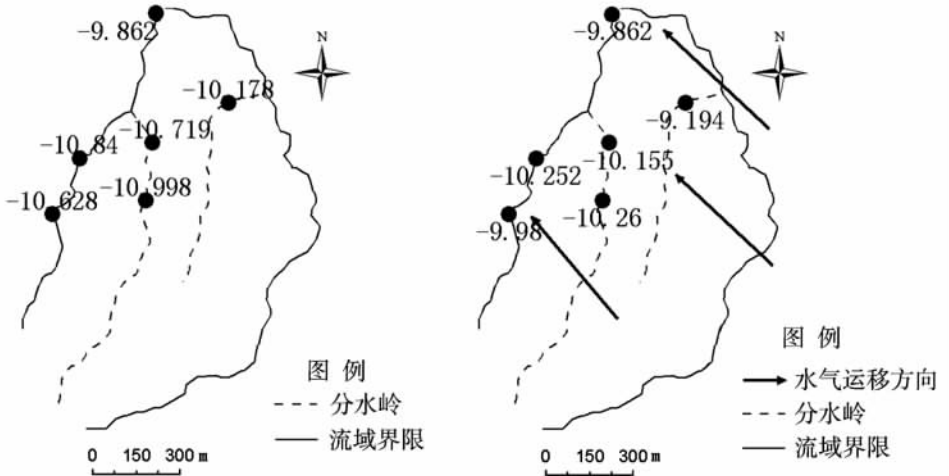 N
-9.862
-10.178
-10.719
-10.84
-10.998
-10.628
图 例
分水岭
流域界限
0 150 300 m
N
-9.862
-9.194
-10.155
-10.252
-10.26
-9.98
图 例
水气运移方向
分水岭
流域界限
0 150 300 m